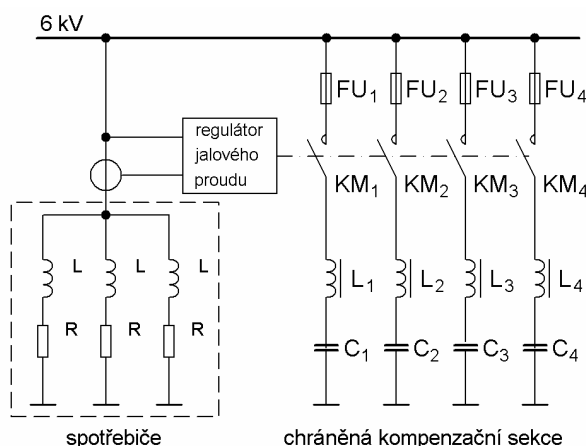 6 kV
FU1 FU2 FU3 FU4
regulátor
jalového
proudu
KM1 KM2 KM3 KM4
L L L L1 L2 L3 L4
R R R C1 C2 C3 C4
spotřebiče chráněná kompenzační sekce